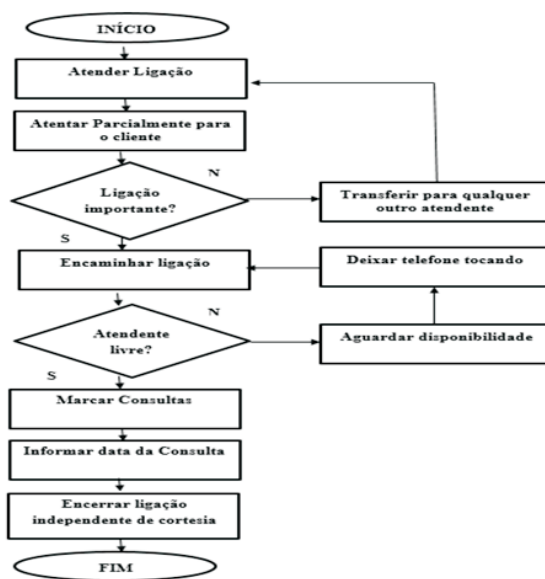 INÍCIO
Atender Ligação
Atentar Parcialmente para
o cliente
N
Ligação
importante?
Transferir para qualquer
outro atendente
S
Encaminhar ligação
Deixar telefone tocando
N
Atendente
livre?
Aguardar disponibilidade
S
Marcar Consultas
Informar data da Consulta
Encerrar ligação
independente de cortesia
FIM